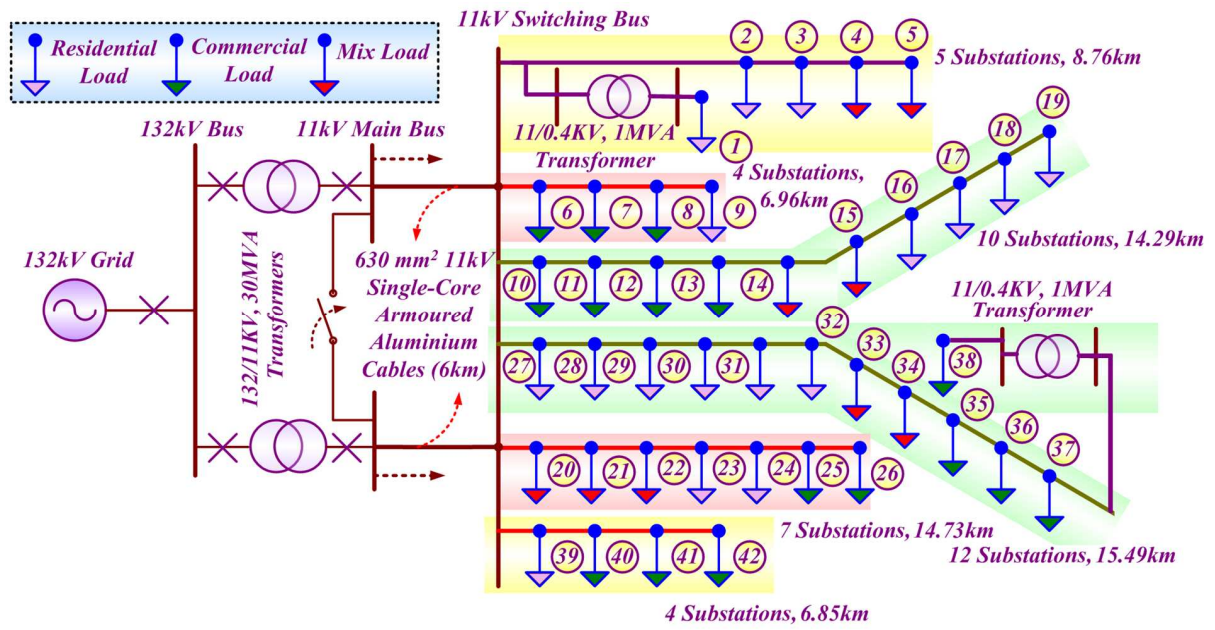 11kV Switching Bus
Residential
Load
Commercial
Load
Mix Load
2
3
4
5
5 Substations, 8.76km
132kV Bus
11kV Main Bus
11/0.4KV, 1MVA
Transformer
1
19
18
17
16
15
4 Substations,
6.96km
6
7
8
9
10 Substations, 14.29km
132kV Grid
132/11KV, 30MVA
Transformers
630 mm² 11kV
Single-Core
Armoured
Aluminium
Cables (6km)
10
11
12
13
14
11/0.4KV, 1MVA
Transformer
32
33
34
35
36
37
38
27
28
29
30
31
20
21
22
23
24
25
26
7 Substations, 14.73km
12 Substations, 15.49km
39
40
41
42
4 Substations, 6.85km